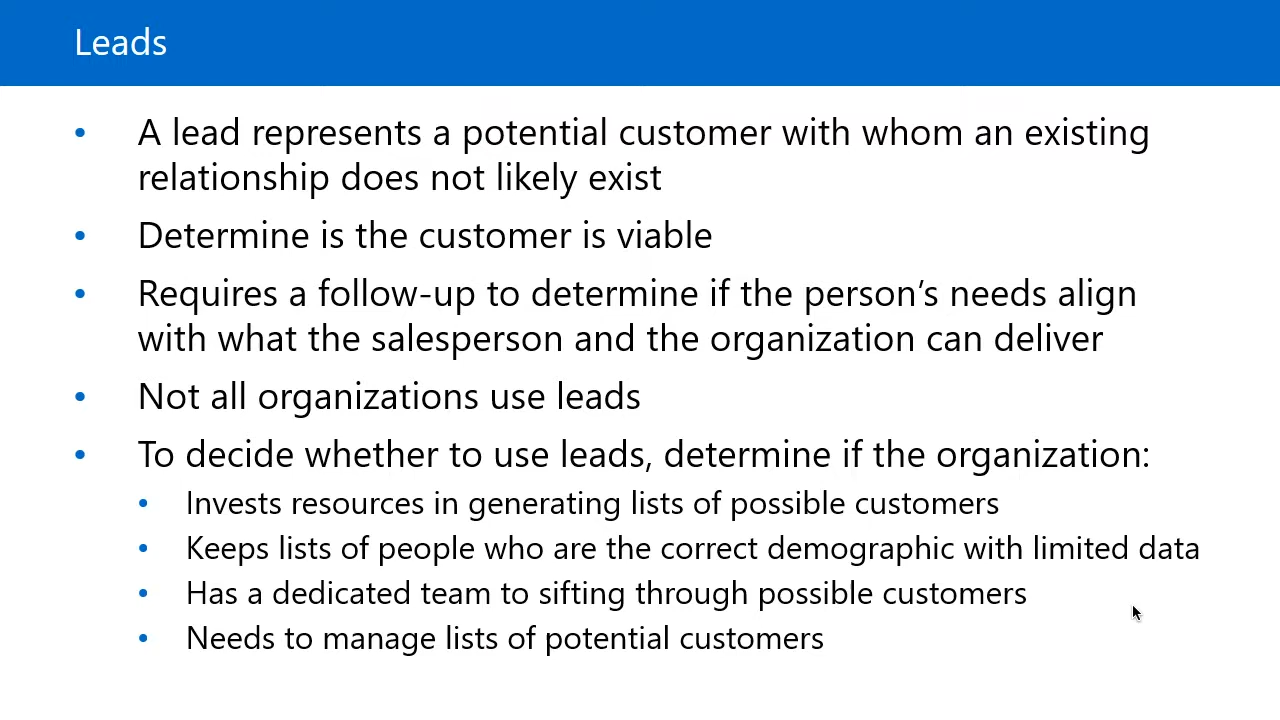 Leads
• A lead represents a potential customer with whom an existing
relationship does not likely exist
• Determine is the customer is viable
• Requires a follow-up to determine if the person’s needs align
with what the salesperson and the organization can deliver
• Not all organizations use leads
• To decide whether to use leads, determine if the organization:
• Invests resources in generating lists of possible customers
• Keeps lists of people who are the correct demographic with limited data
• Has a dedicated team to sifting through possible customers
• Needs to manage lists of potential customers